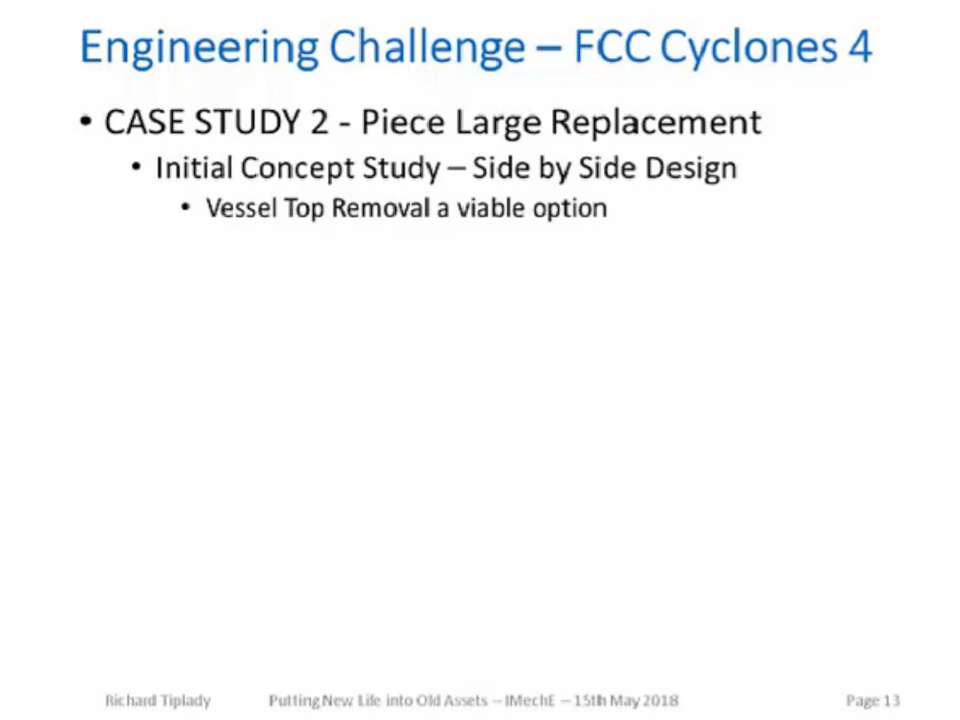 Engineering Challenge – FCC Cyclones 4
• CASE STUDY 2 - Piece Large Replacement
• Initial Concept Study – Side by Side Design
• Vessel Top Removal a viable option
Richard Tiplady Putting New Life into Old Assets – IMechE – 15th May 2018 Page 13